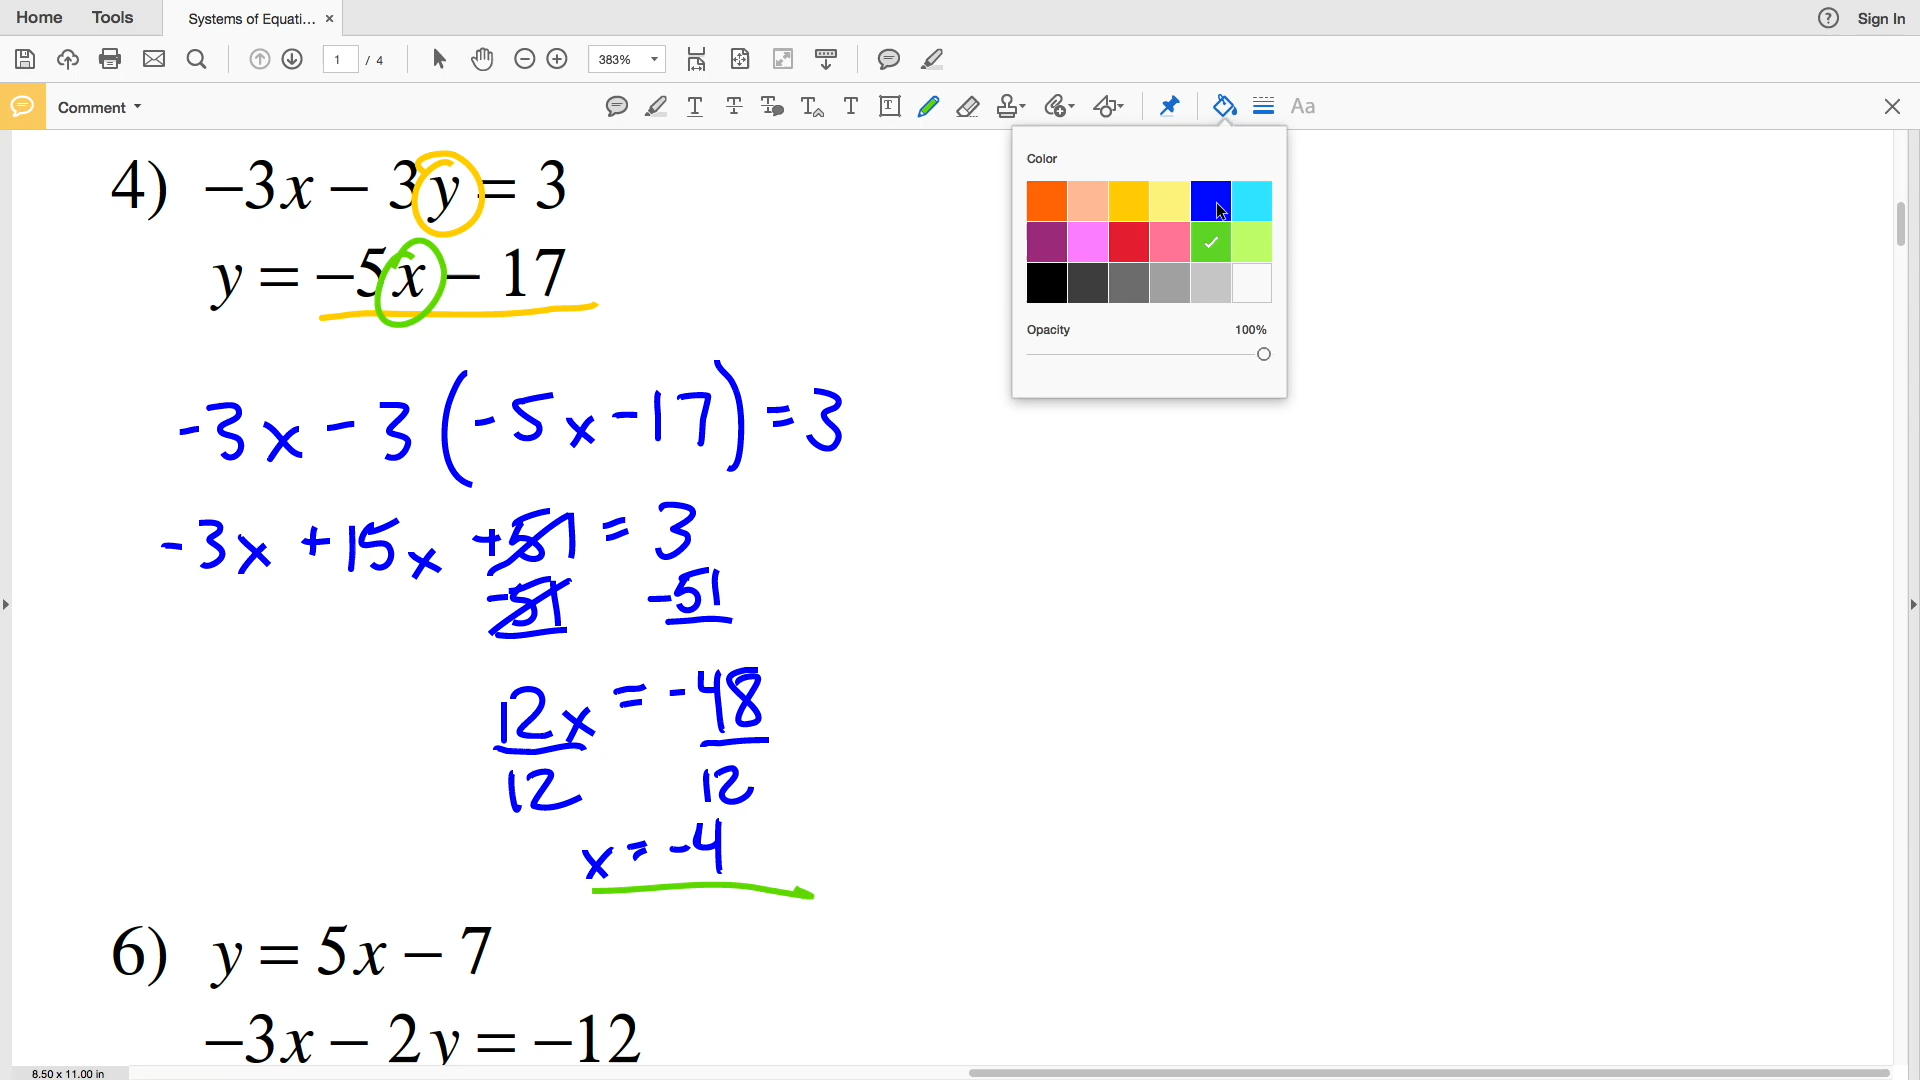 Home Tools Systems of Equati... × ? Sign In
1 / 4 383%
Comment T T T T T T Aa
Color
Opacity 100%
4) −3x − 3y = 3
y = −5x − 17
-3x - 3(-5x-17) = 3
-3x + 15x +51 = 3
-51 -51
12x = -48
12 12
x = -4
6) y = 5x − 7
−3x − 2y = −12
8.50 x 11.00 in